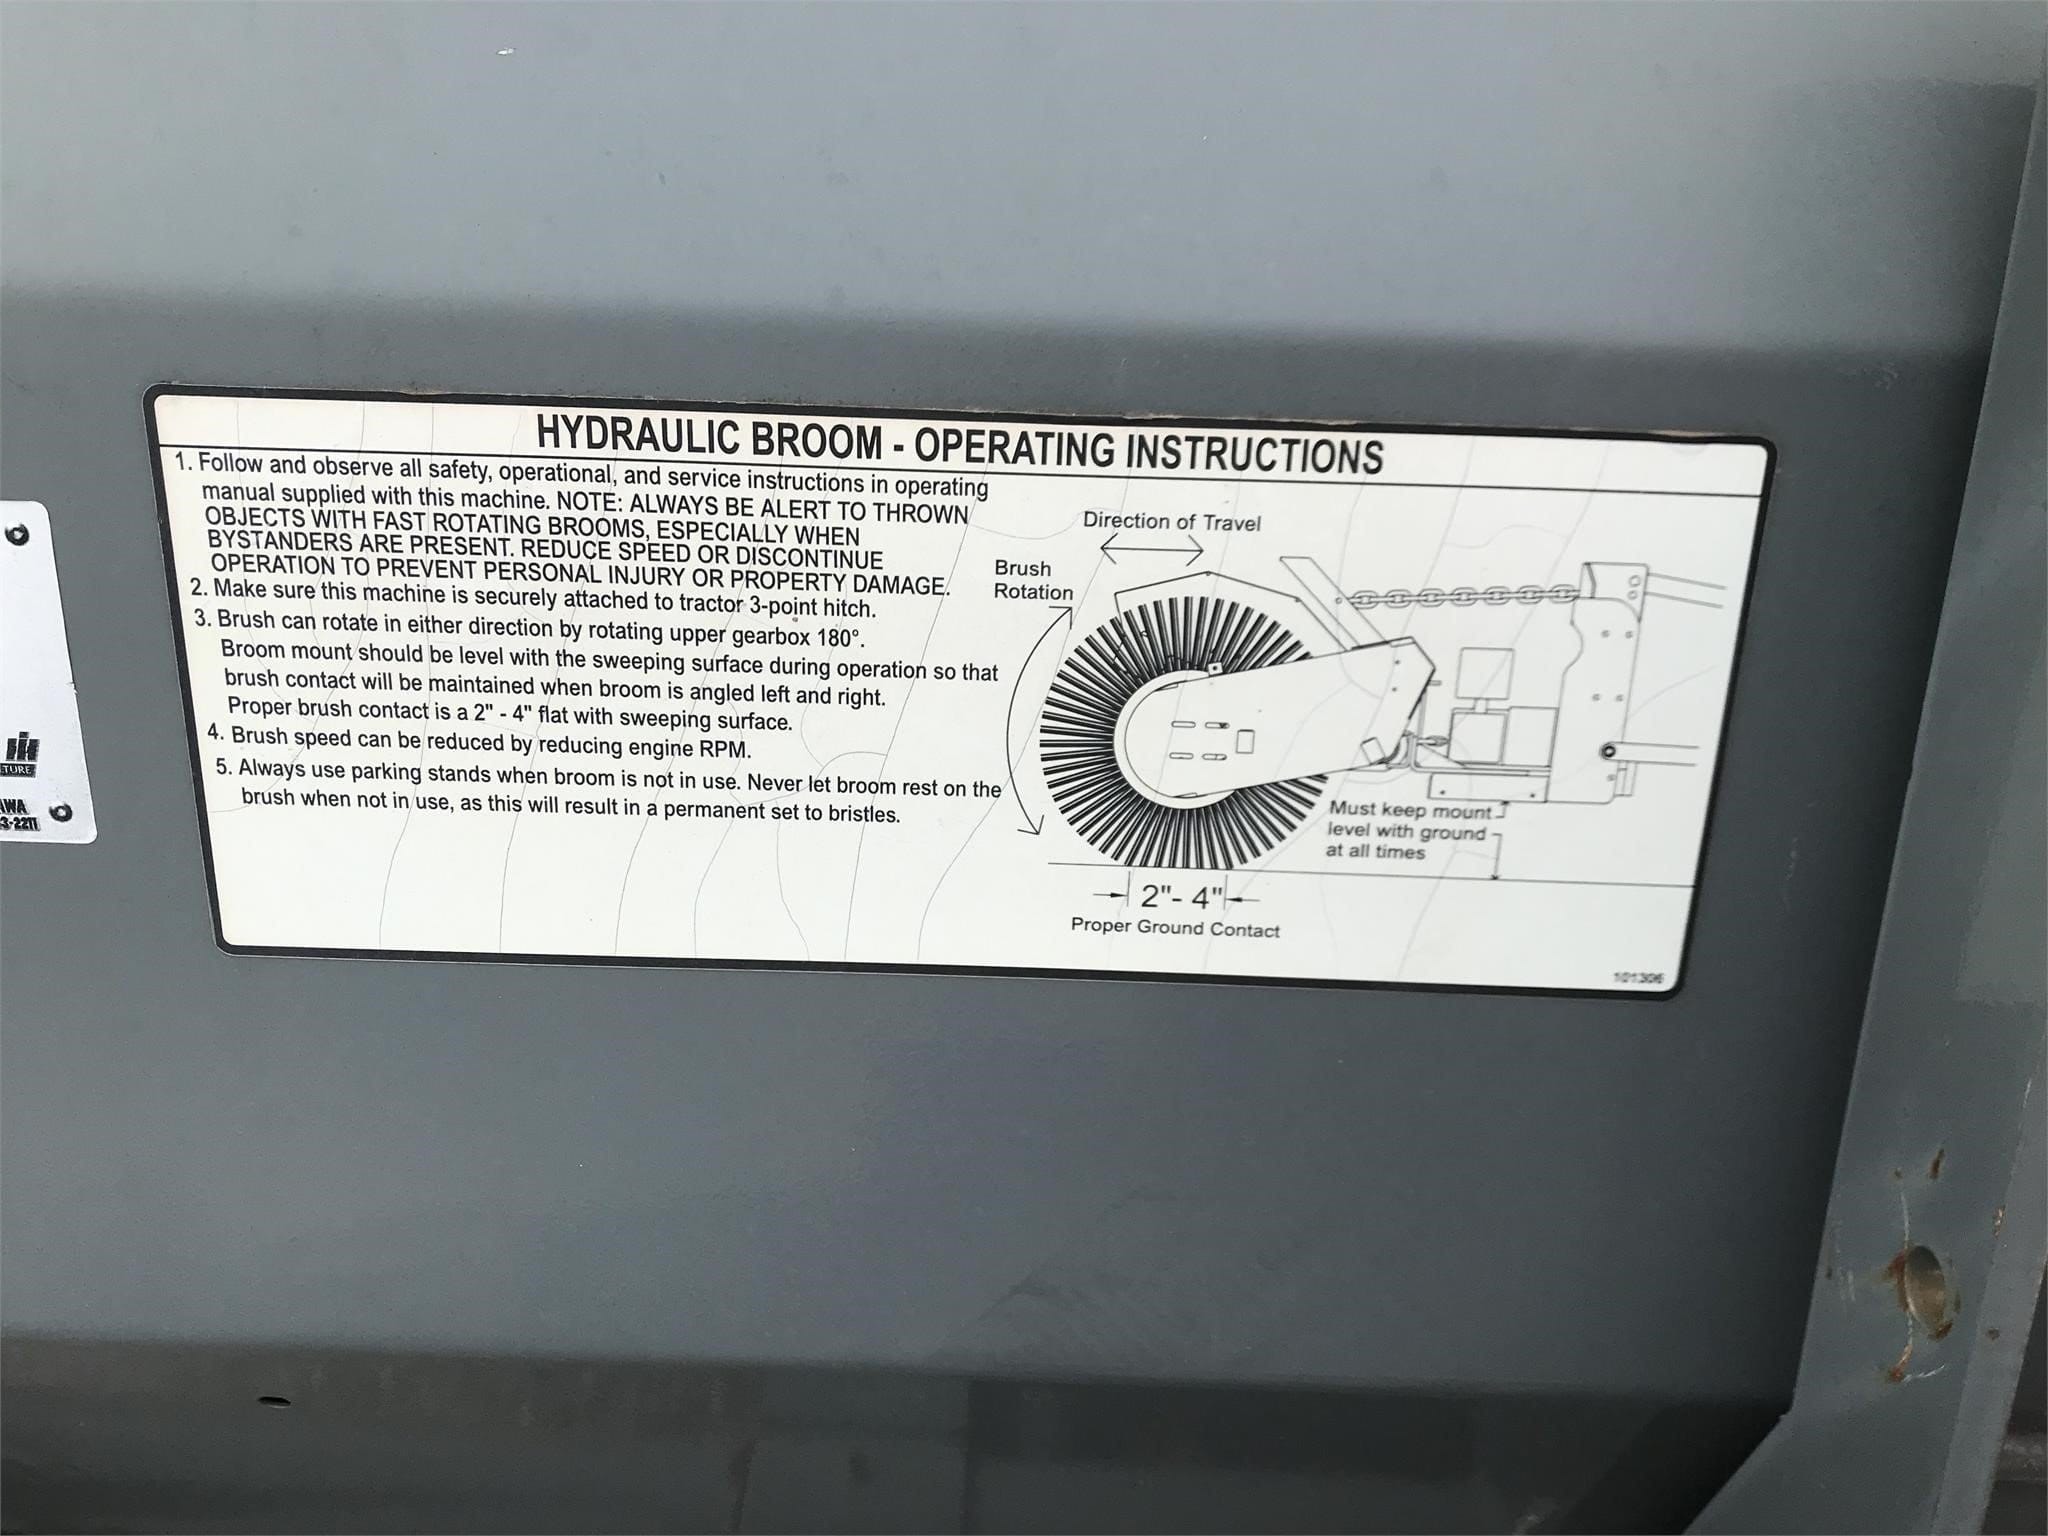 HYDRAULIC BROOM - OPERATING INSTRUCTIONS
1. Follow and observe all safety, operational, and service instructions in operating
manual supplied with this machine. NOTE: ALWAYS BE ALERT TO THROWN
OBJECTS WITH FAST ROTATING BROOMS, ESPECIALLY WHEN
BYSTANDERS ARE PRESENT. REDUCE SPEED OR DISCONTINUE
OPERATION TO PREVENT PERSONAL INJURY OR PROPERTY DAMAGE.
2. Make sure this machine is securely attached to tractor 3-point hitch.
3. Brush can rotate in either direction by rotating upper gearbox 180°.
Broom mount should be level with the sweeping surface during operation so that
brush contact will be maintained when broom is angled left and right.
Proper brush contact is a 2" - 4" flat with sweeping surface.
4. Brush speed can be reduced by reducing engine RPM.
5. Always use parking stands when broom is not in use. Never let broom rest on the
brush when not in use, as this will result in a permanent set to bristles.
Direction of Travel
Brush
Rotation
Must keep mount
level with ground
at all times
2"- 4"
Proper Ground Contact
101306
TURE
3-2211